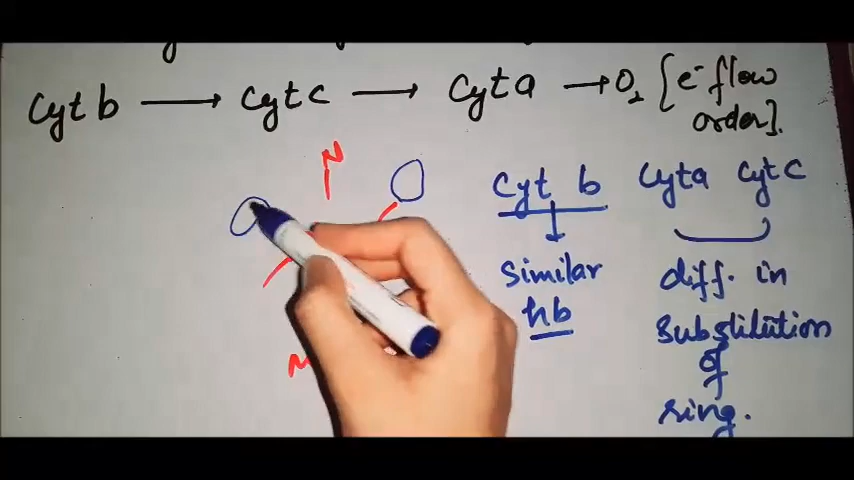 Cyt b → Cyt c → Cyt a → O₂ [e⁻ flow
order].
N
Cyt b Cyt a Cyt c
↓
Similar
hb
diff. in
Substitution
of
ring.
N